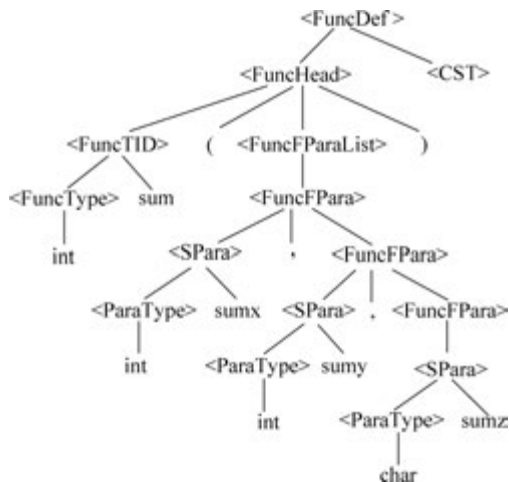 <FuncDef>
<FuncHead> <CST>
<FuncTID> ( <FuncFParaList> )
<FuncType> sum <FuncFPara>
int <SPara> , <FuncFPara>
<ParaType> sumx <SPara> , <FuncFPara>
int <ParaType> sumy <SPara>
int <ParaType> sumz
char